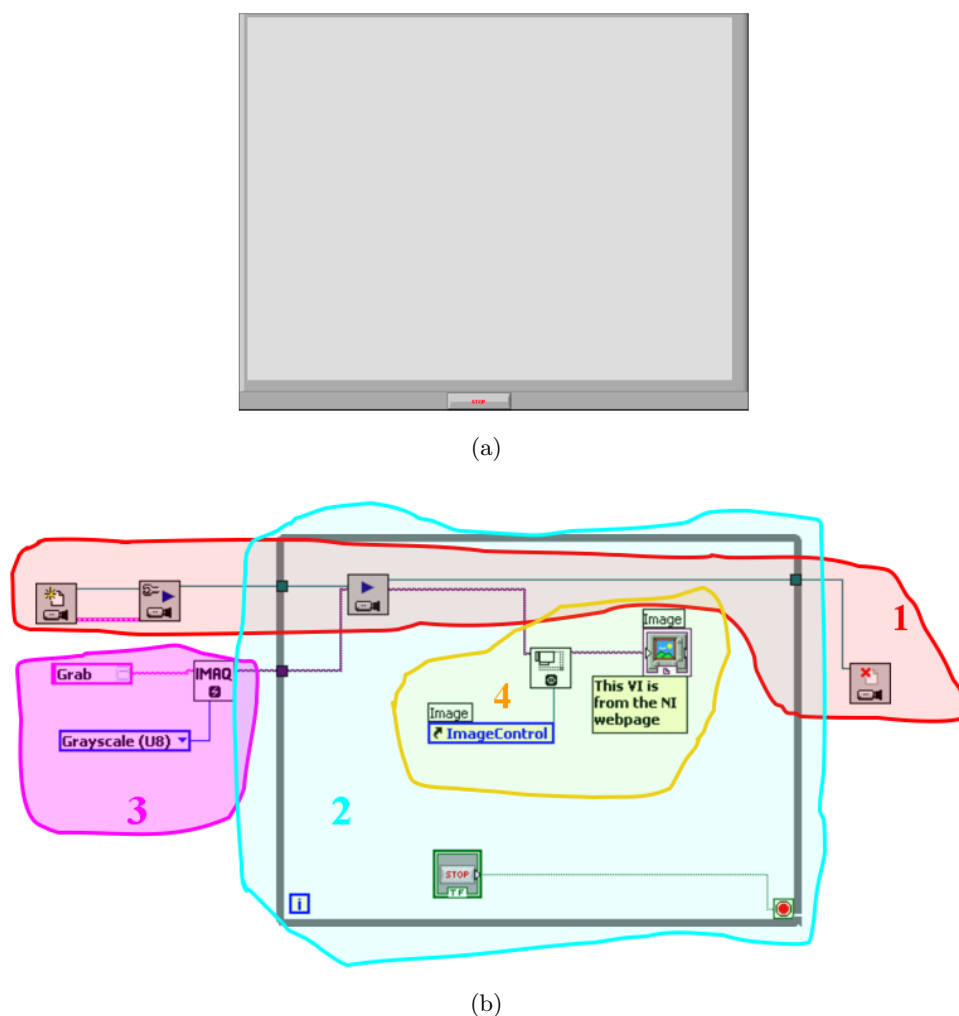 STOP
(a)
1
Image
Grab
IMAQ
This VI is
from the NI
webpage
4
Image
ImageControl
Grayscale (U8)
3
2
STOP
TF
i
(b)